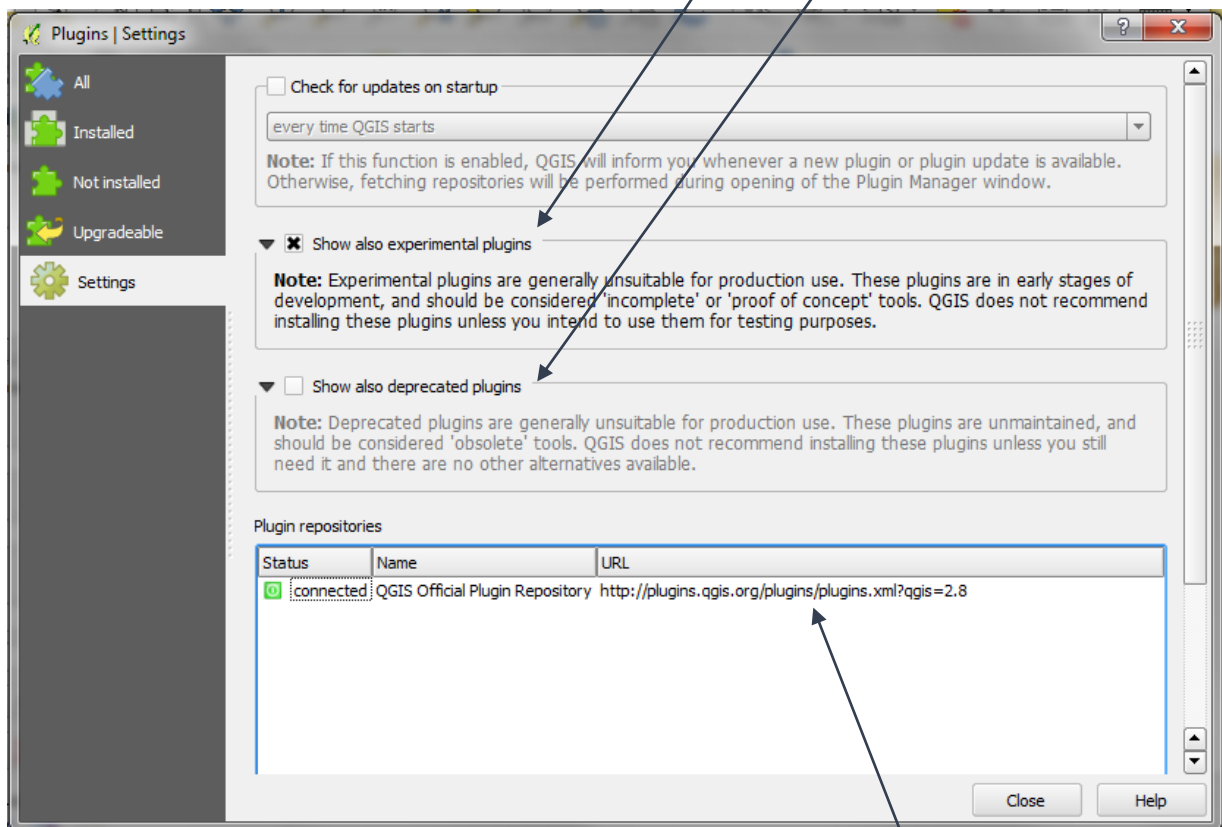 Plugins | Settings
All
Installed
Not installed
Upgradeable
Settings
Check for updates on startup
every time QGIS starts
Note: If this function is enabled, QGIS will inform you whenever a new plugin or plugin update is available.
Otherwise, fetching repositories will be performed during opening of the Plugin Manager window.
Show also experimental plugins
Note: Experimental plugins are generally unsuitable for production use. These plugins are in early stages of
development, and should be considered 'incomplete' or 'proof of concept' tools. QGIS does not recommend
installing these plugins unless you intend to use them for testing purposes.
Show also deprecated plugins
Note: Deprecated plugins are generally unsuitable for production use. These plugins are unmaintained, and
should be considered 'obsolete' tools. QGIS does not recommend installing these plugins unless you still
need it and there are no other alternatives available.
Plugin repositories
Status Name URL
connected QGIS Official Plugin Repository http://plugins.qgis.org/plugins/plugins.xml?qgis=2.8
Close Help